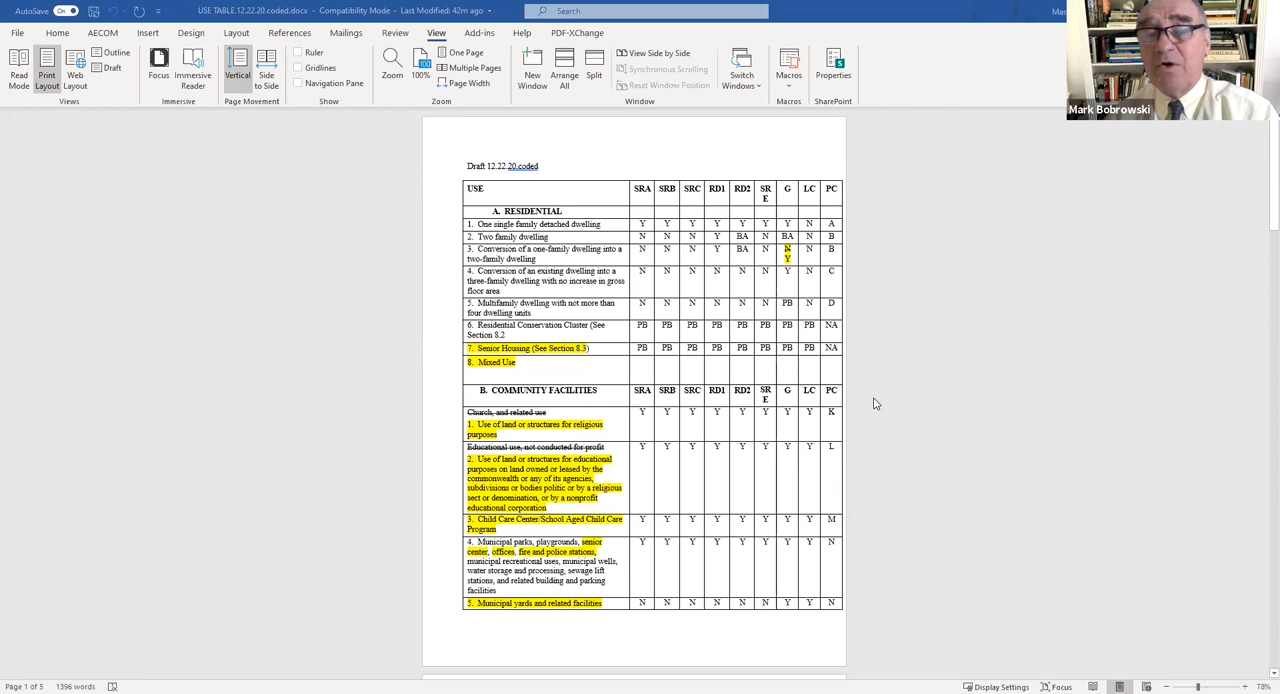 AutoSave On USE TABLE.12.22.20.coded.docx - Compatibility Mode - Last Modified: 42m ago Search Mas
File Home AECOM Insert Design Layout References Mailings Review View Add-ins Help PDF-XChange
Read Mode
Print Layout
Web Layout
Outline
Draft
Views
Focus
Immersive Reader
Immersive
Vertical
Side to Side
Page Movement
Ruler
Gridlines
Navigation Pane
Show
Zoom
100
100%
One Page
Multiple Pages
Page Width
Zoom
New Window
Arrange All
Split
View Side by Side
Synchronous Scrolling
Reset Window Position
Switch Windows
Window
Macros
Macros
Properties
SharePoint
Mark Bobrowski
Draft 12.22.20.coded
USE SRA SRB SRC RD1 RD2 SR E G LC PC
A. RESIDENTIAL
1. One single family detached dwelling Y Y Y Y Y Y Y N A
2. Two family dwelling N N N Y BA N BA N B
3. Conversion of a one-family dwelling into a N N N Y BA N N N B
two-family dwelling Y
4. Conversion of an existing dwelling into a N N N N N N Y N C
three-family dwelling with no increase in gross
floor area
5. Multifamily dwelling with not more than N N N N N N PB N D
four dwelling units
6. Residential Conservation Cluster (See PB PB PB PB PB PB PB PB NA
Section 8.2
7. Senior Housing (See Section 8.3) PB PB PB PB PB PB PB PB NA
8. Mixed Use
B. COMMUNITY FACILITIES SRA SRB SRC RD1 RD2 SR E G LC PC
Church, and related use Y Y Y Y Y Y Y Y K
1. Use of land or structures for religious
purposes
Educational use, not conducted for profit Y Y Y Y Y Y Y Y L
2. Use of land or structures for educational
purposes on land owned or leased by the
commonwealth or any of its agencies,
subdivisions or bodies politic or by a religious
sect or denomination, or by a nonprofit
educational corporation
3. Child Care Center/School Aged Child Care Y Y Y Y Y Y Y Y M
Program
4. Municipal parks, playgrounds, senior Y Y Y Y Y Y Y Y N
center, offices, fire and police stations,
municipal recreational uses, municipal wells,
water storage and processing, sewage lift
stations, and related building and parking
facilities
5. Municipal yards and related facilities N N N N N N Y Y N
Page 1 of 5 1396 words Display Settings Focus 78%